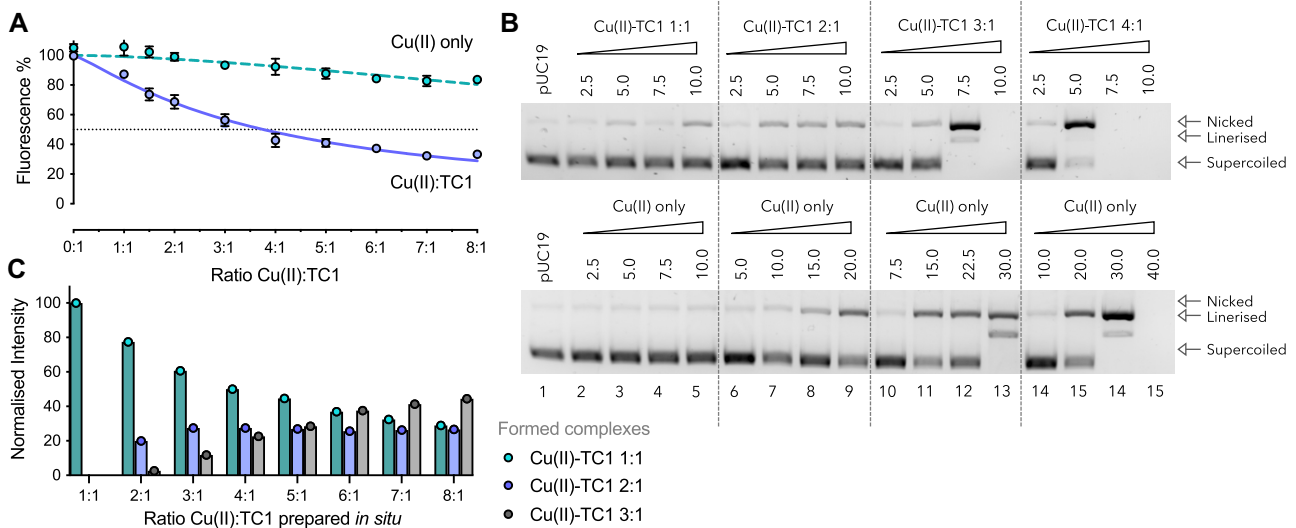 A
Cu(II) only
Cu(II):TC1
Fluorescence %
100
80
60
40
20
0
0:1 1:1 2:1 3:1 4:1 5:1 6:1 7:1 8:1
Ratio Cu(II):TC1
B
Cu(II)-TC1 1:1 Cu(II)-TC1 2:1 Cu(II)-TC1 3:1 Cu(II)-TC1 4:1
pUC19 2.5 5.0 7.5 10.0 2.5 5.0 7.5 10.0 2.5 5.0 7.5 10.0 2.5 5.0 7.5 10.0
Nicked
Linerised
Supercoiled
Cu(II) only Cu(II) only Cu(II) only Cu(II) only
pUC19 2.5 5.0 7.5 10.0 5.0 10.0 15.0 20.0 7.5 15.0 22.5 30.0 10.0 20.0 30.0 40.0
Nicked
Linerised
Supercoiled
1 2 3 4 5 6 7 8 9 10 11 12 13 14 15 14 15
C
Normalised Intensity
100
80
60
40
20
0
1:1 2:1 3:1 4:1 5:1 6:1 7:1 8:1
Ratio Cu(II):TC1 prepared in situ
Formed complexes
Cu(II)-TC1 1:1
Cu(II)-TC1 2:1
Cu(II)-TC1 3:1